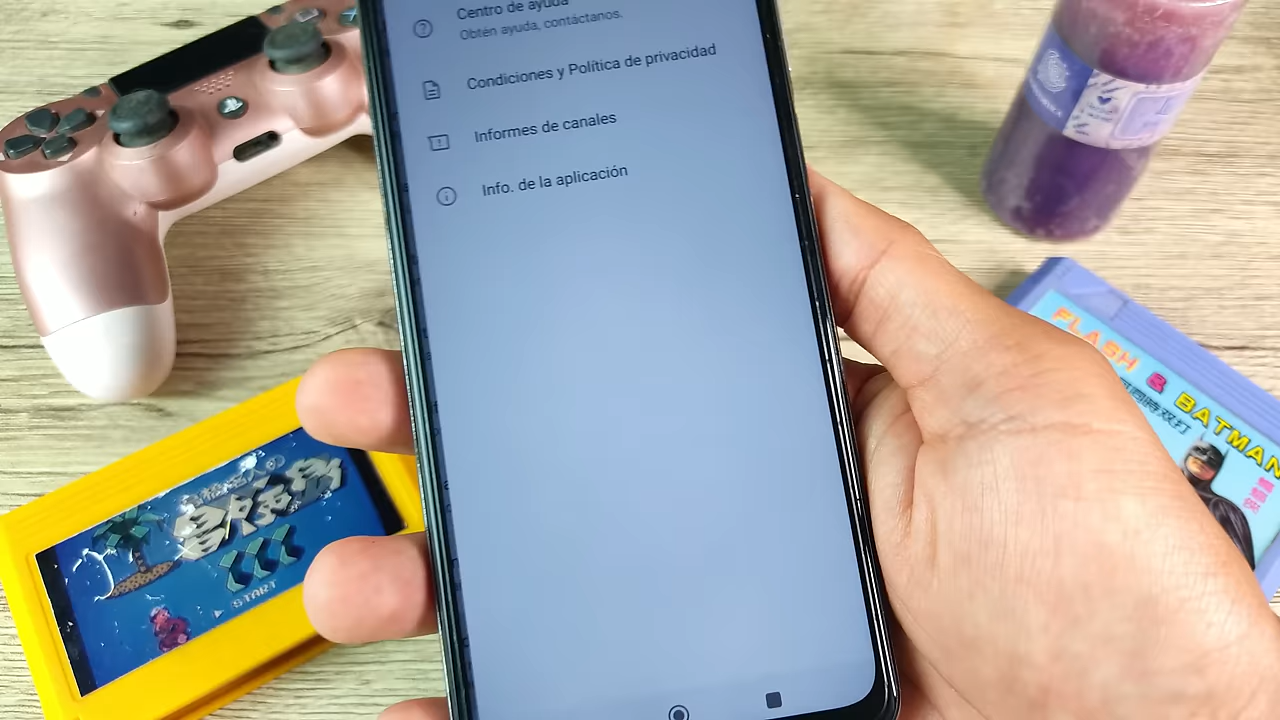 Centro de ayuda
Obtén ayuda, contáctanos.
Condiciones y Política de privacidad
Informes de canales
Info. de la aplicación
FLASH & BATMAN
START